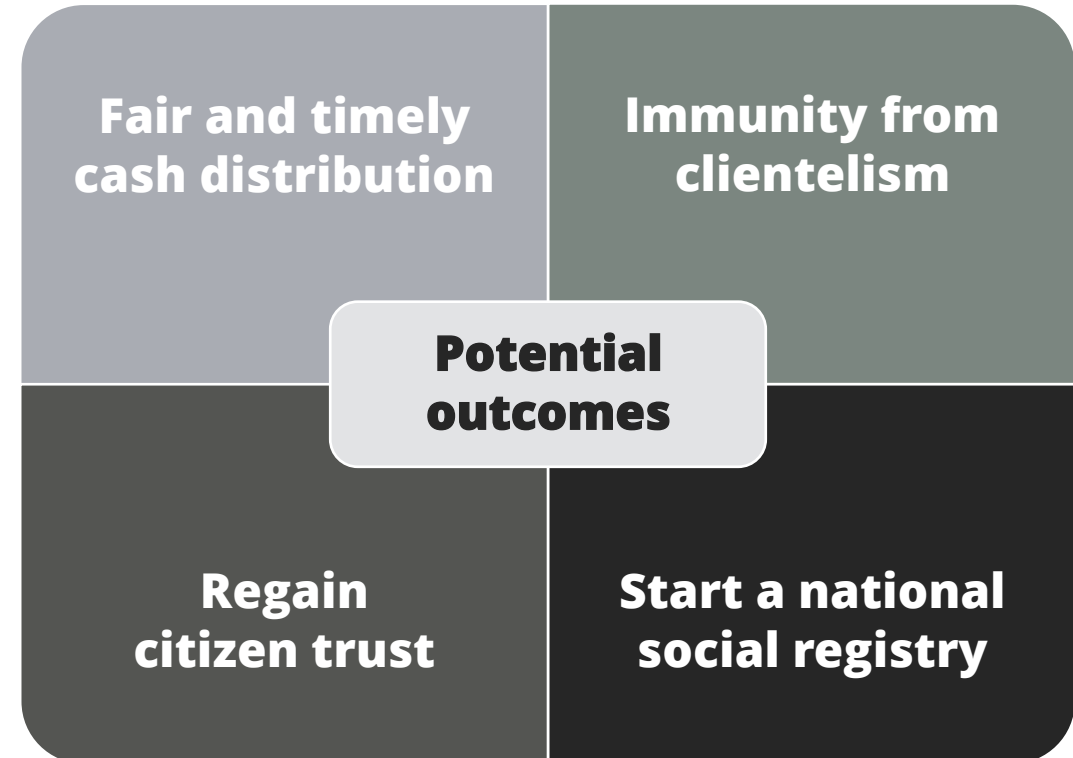 Fair and timely
cash distribution
Immunity from
clientelism
Potential
outcomes
Regain
citizen trust
Start a national
social registry